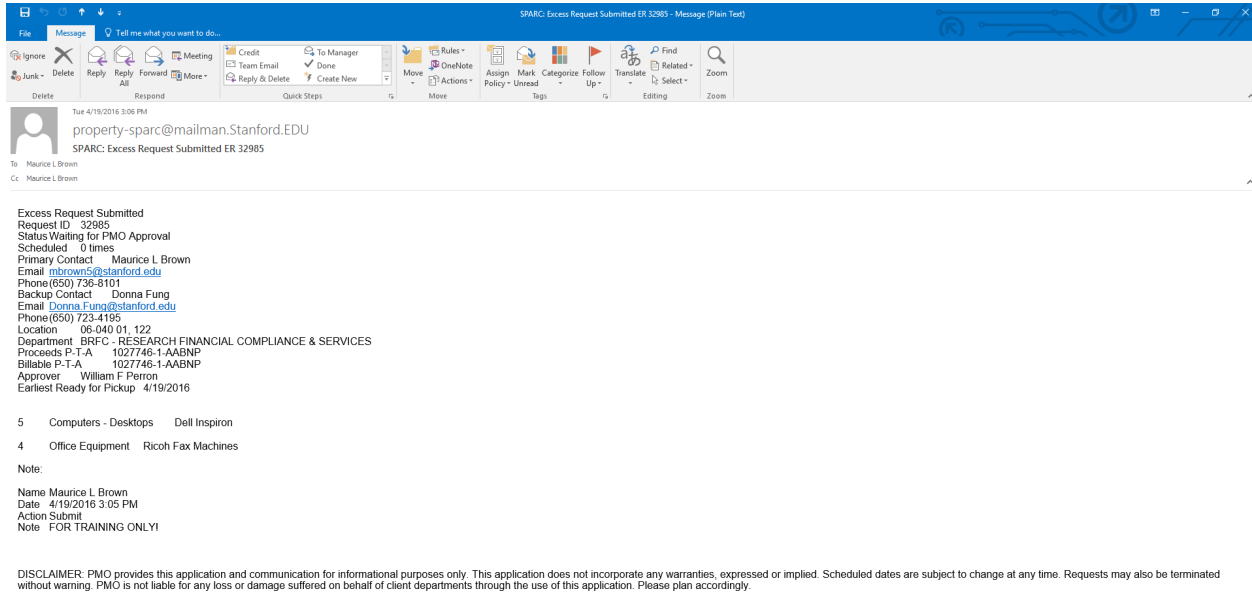 SPARC: Excess Request Submitted ER 32985 - Message (Plain Text)
File Message Tell me what you want to do...
Ignore
Junk
Delete
Reply
Reply All
Forward
Meeting
More
Credit
Team Email
Reply & Delete
To Manager
Done
Create New
Move
Rules
OneNote
Actions
Assign Policy
Mark Unread
Categorize
Follow Up
Translate
Find
Related
Select
Zoom
Delete Respond Quick Steps Move Tags Editing Zoom
Tue 4/19/2016 3:06 PM
property-sparc@mailman.Stanford.EDU
SPARC: Excess Request Submitted ER 32985
To Maurice L Brown
Cc Maurice L Brown
Excess Request Submitted
Request ID 32985
Status Waiting for PMO Approval
Scheduled 0 times
Primary Contact Maurice L Brown
Email mbrown5@stanford.edu
Phone (650) 736-8101
Backup Contact Donna Fung
Email Donna.Fung@stanford.edu
Phone (650) 723-4195
Location 06-040 01, 122
Department BRFC - RESEARCH FINANCIAL COMPLIANCE & SERVICES
Proceeds P-T-A 1027746-1-AABNP
Billable P-T-A 1027746-1-AABNP
Approver William F Perron
Earliest Ready for Pickup 4/19/2016
5 Computers - Desktops Dell Inspiron
4 Office Equipment Ricoh Fax Machines
Note:
Name Maurice L Brown
Date 4/19/2016 3:05 PM
Action Submit
Note FOR TRAINING ONLY!
DISCLAIMER: PMO provides this application and communication for informational purposes only. This application does not incorporate any warranties, expressed or implied. Scheduled dates are subject to change at any time. Requests may also be terminated
without warning. PMO is not liable for any loss or damage suffered on behalf of client departments through the use of this application. Please plan accordingly.